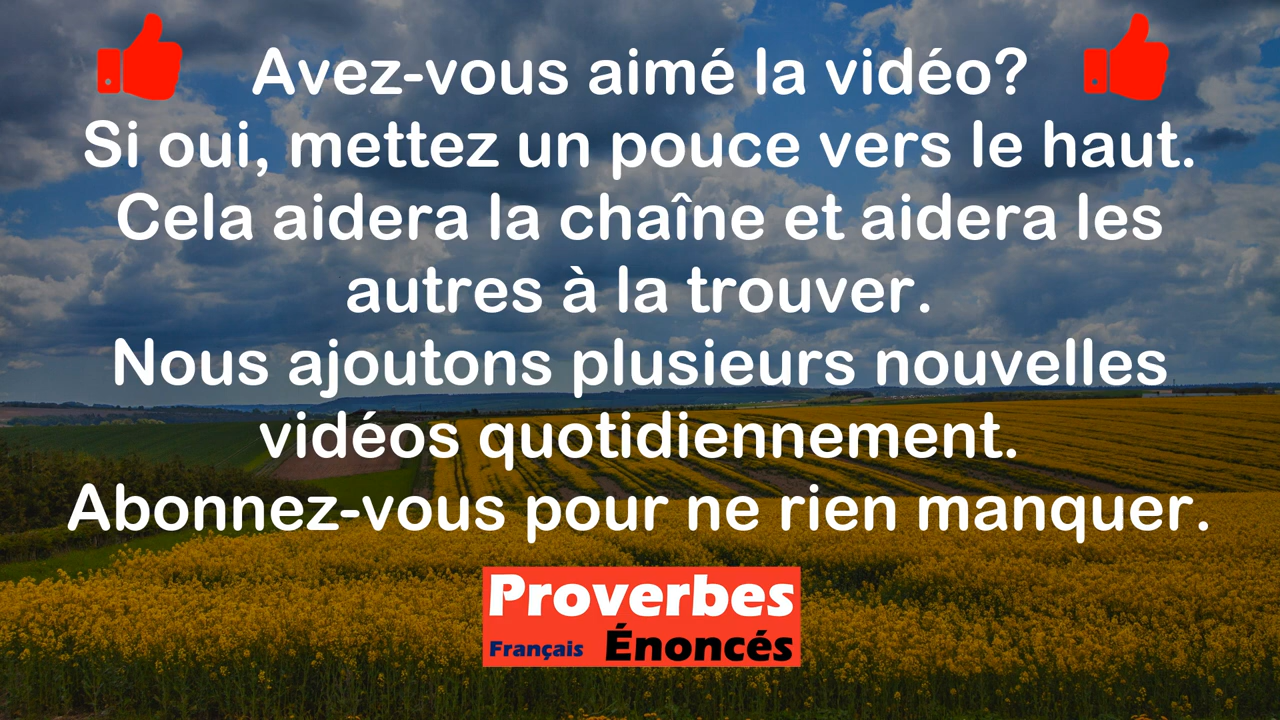 Avez-vous aimé la vidéo?
Si oui, mettez un pouce vers le haut.
Cela aidera la chaîne et aidera les
autres à la trouver.
Nous ajoutons plusieurs nouvelles
vidéos quotidiennement.
Abonnez-vous pour ne rien manquer.
Proverbes
Français Énoncés